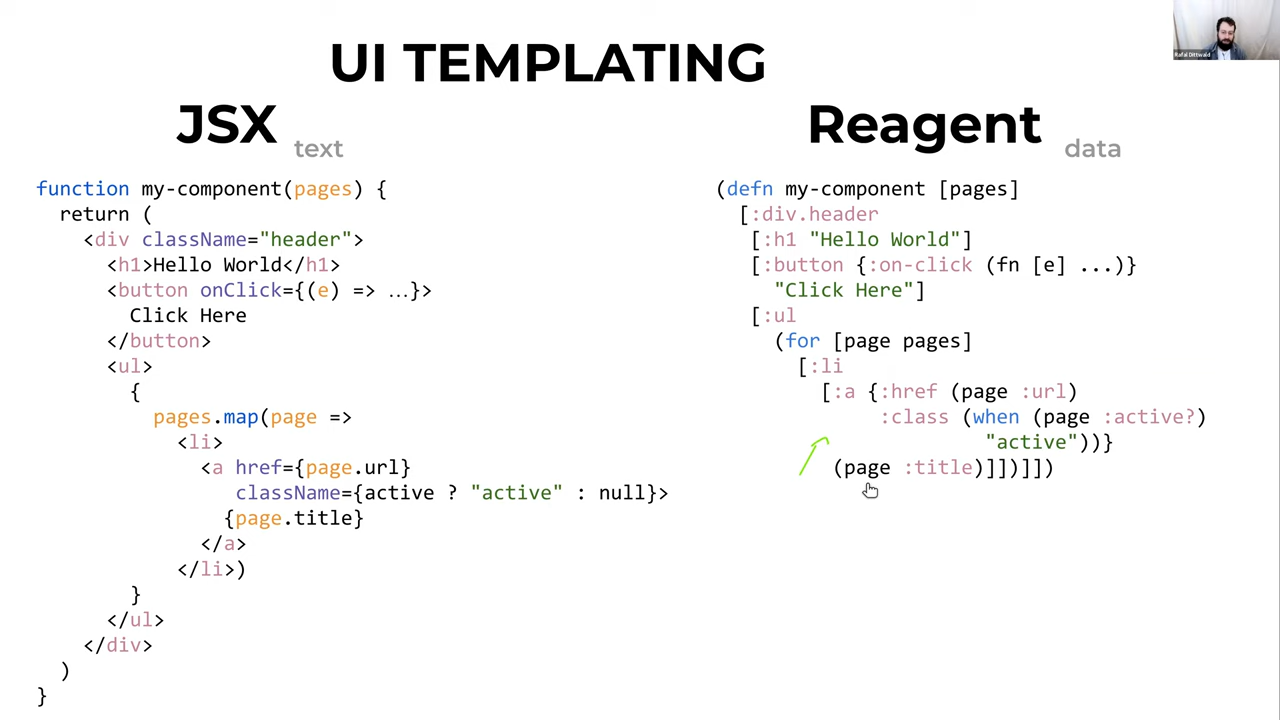 UI TEMPLATING
JSX text
function my-component(pages) {
  return (
    <div className="header">
      <h1>Hello World</h1>
      <button onClick={(e) => …}>
        Click Here
      </button>
      <ul>
        {
          pages.map(page =>
            <li>
              <a href={page.url}
                 className={active ? "active" : null}>
                {page.title}
              </a>
            </li>)
        }
      </ul>
    </div>
  )
}
Reagent data
(defn my-component [pages]
  [:div.header
   [:h1 "Hello World"]
   [:button {:on-click (fn [e] ...)}
     "Click Here"]
   [:ul
     (for [page pages]
       [:li
         [:a {:href (page :url)
              :class (when (page :active?)
                       "active"))}
          (page :title)]])]])
Rafal Dittwald